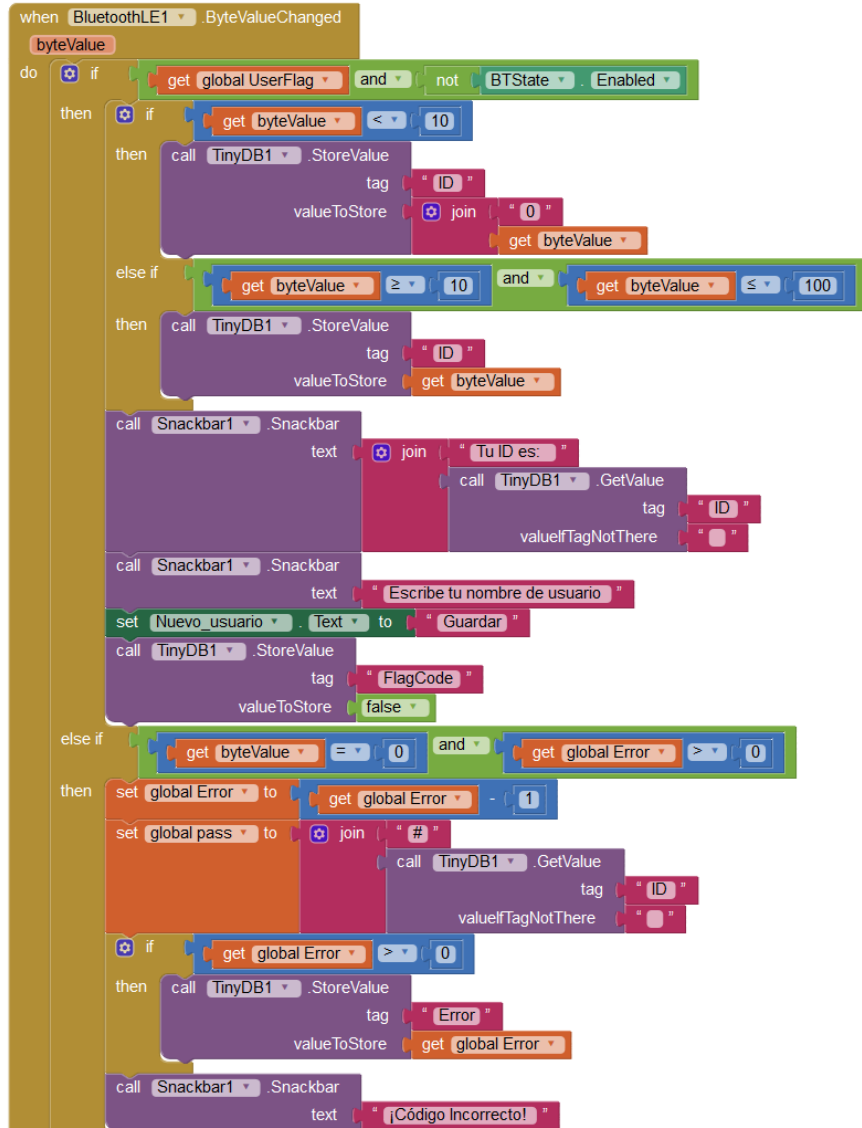 when BluetoothLE1 .ByteValueChanged
byteValue
do if get global UserFlag and not BTState . Enabled
then if get byteValue < 10
then call TinyDB1 .StoreValue
tag " ID "
valueToStore join " 0 "
get byteValue
else if get byteValue ≥ 10 and get byteValue ≤ 100
then call TinyDB1 .StoreValue
tag " ID "
valueToStore get byteValue
call Snackbar1 .Snackbar
text join " Tu ID es: "
call TinyDB1 .GetValue
tag " ID "
valueIfTagNotThere " "
call Snackbar1 .Snackbar
text " Escribe tu nombre de usuario "
set Nuevo_usuario . Text to " Guardar "
call TinyDB1 .StoreValue
tag " FlagCode "
valueToStore false
else if get byteValue = 0 and get global Error > 0
then set global Error to get global Error - 1
set global pass to join " # "
call TinyDB1 .GetValue
tag " ID "
valueIfTagNotThere " "
if get global Error > 0
then call TinyDB1 .StoreValue
tag " Error "
valueToStore get global Error
call Snackbar1 .Snackbar
text " ¡Código Incorrecto! "